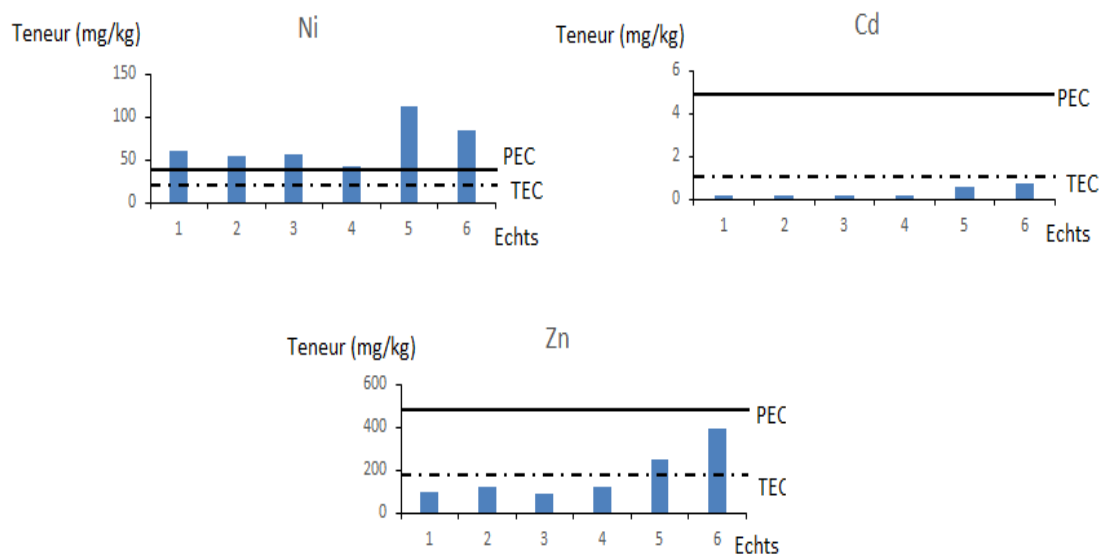 Ni
Teneur (mg/kg)
150
100
50
0
PEC
TEC
1 2 3 4 5 6 Echts
Cd
Teneur (mg/kg)
6
4
2
0
PEC
TEC
1 2 3 4 5 6 Echts
Zn
Teneur (mg/kg)
600
400
200
0
PEC
TEC
1 2 3 4 5 6 Echts